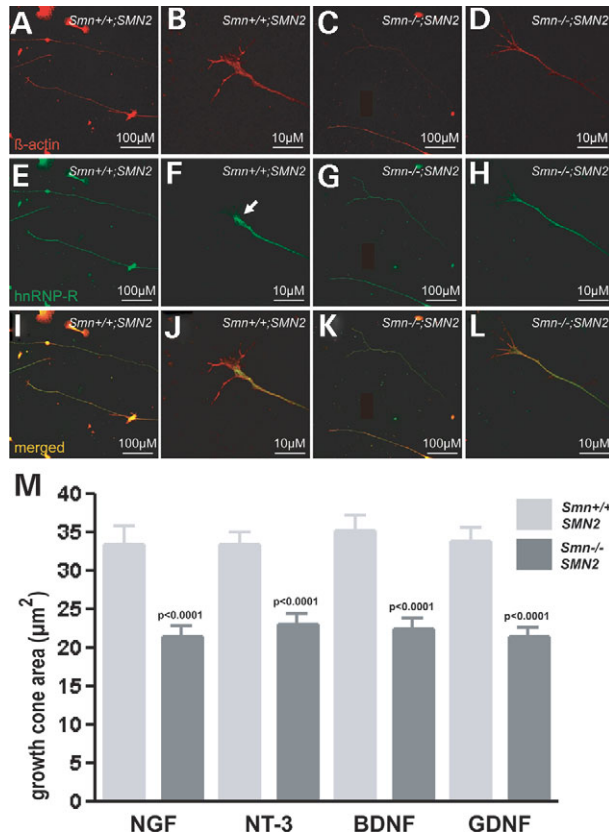 A Smn+/+;SMN2
ß-actin
100µM
B Smn+/+;SMN2
10µM
C Smn-/-;SMN2
100µM
D Smn-/-;SMN2
10µM
E Smn+/+;SMN2
hnRNP-R
100µM
F Smn+/+;SMN2
10µM
G Smn-/-;SMN2
100µM
H Smn-/-;SMN2
10µM
I Smn+/+;SMN2
merged
100µM
J Smn+/+;SMN2
10µM
K Smn-/-;SMN2
100µM
L Smn-/-;SMN2
10µM
M
growth cone area (µm²)
40
35
30
25
20
15
10
5
0
p<0.0001
p<0.0001
p<0.0001
p<0.0001
Smn+/+
SMN2
Smn-/-
SMN2
NGF NT-3 BDNF GDNF